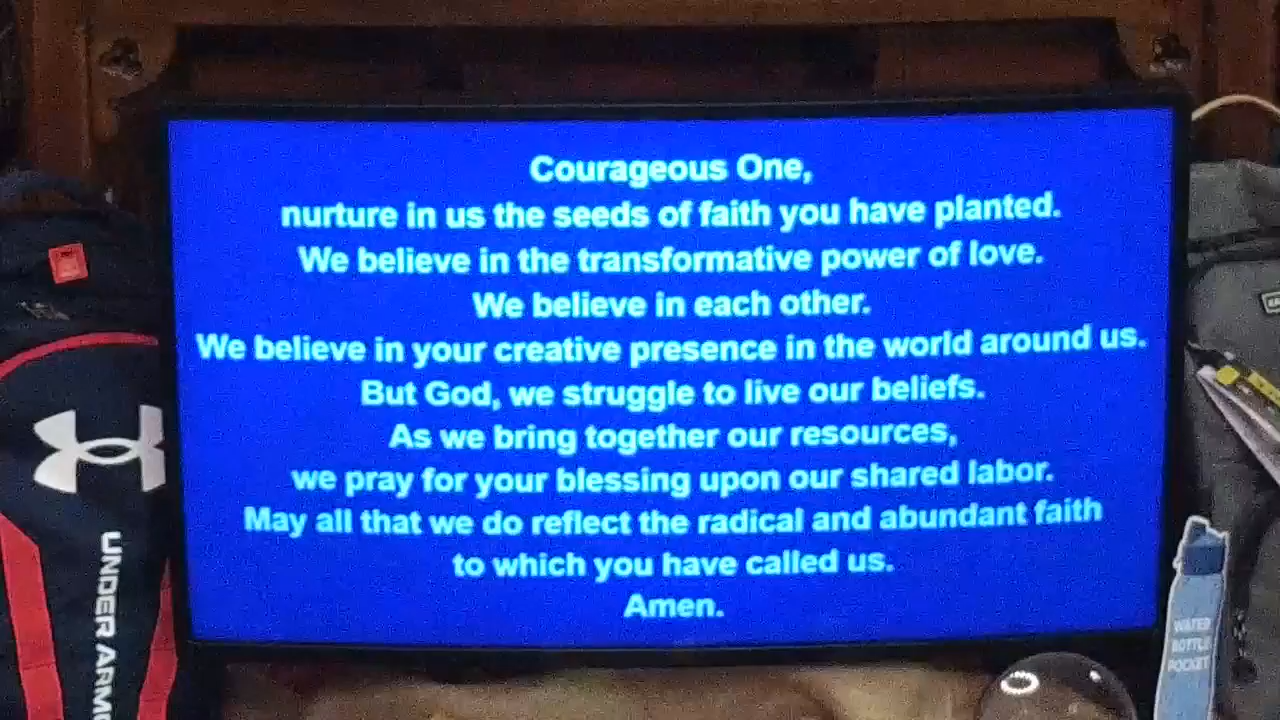 Courageous One,
nurture in us the seeds of faith you have planted.
We believe in the transformative power of love.
We believe in each other.
We believe in your creative presence in the world around us.
But God, we struggle to live our beliefs.
As we bring together our resources,
we pray for your blessing upon our shared labor.
May all that we do reflect the radical and abundant faith
to which you have called us.
Amen.
UNDER ARMO
WATER
BOTTLE
POCKET